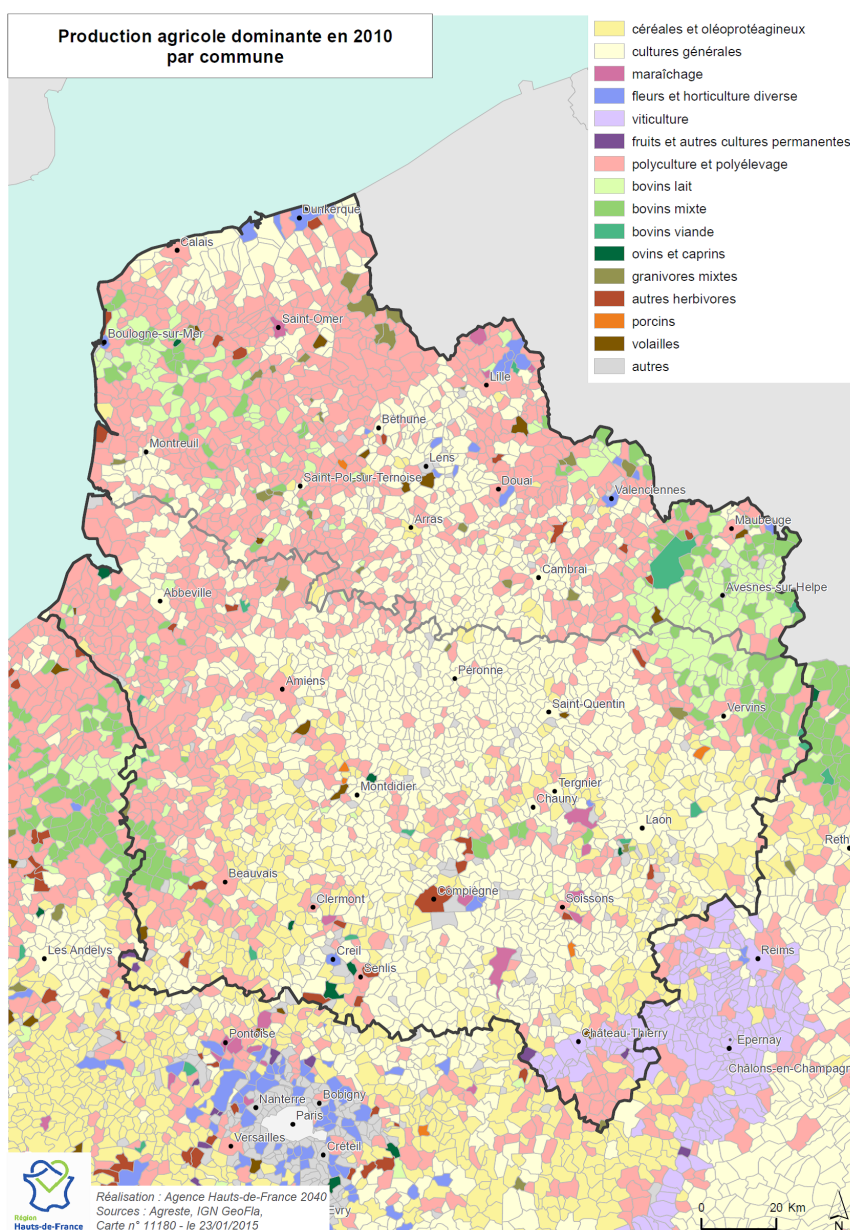 Production agricole dominante en 2010
par commune
céréales et oléoprotéagineux
cultures générales
maraîchage
fleurs et horticulture diverse
viticulture
fruits et autres cultures permanentes
polyculture et polyélevage
bovins lait
bovins mixte
bovins viande
ovins et caprins
granivores mixtes
autres herbivores
porcins
volailles
autres
Dunkerque
Calais
Saint-Omer
Boulogne-sur-Mer
Lille
Béthune
Montreuil
Lens
Saint-Pol-sur-Ternoise
Douai
Valenciennes
Arras
Maubeuge
Cambrai
Avesnes-sur-Helpe
Abbeville
Péronne
Amiens
Saint-Quentin
Vervins
Tergnier
Montdidier
Chauny
Laon
Reth
Beauvais
Compiègne
Clermont
Soissons
Les Andelys
Creil
Reims
Senlis
Pontoise
Château-Thierry
Epernay
Châlons-en-Champagn
Nanterre
Bobigny
Paris
Versailles
Créteil
Evry
Région
Hauts-de-France
Réalisation : Agence Hauts-de-France 2040
Sources : Agreste, IGN GeoFla,
Carte n° 11180 - le 23/01/2015
0 20 Km
N